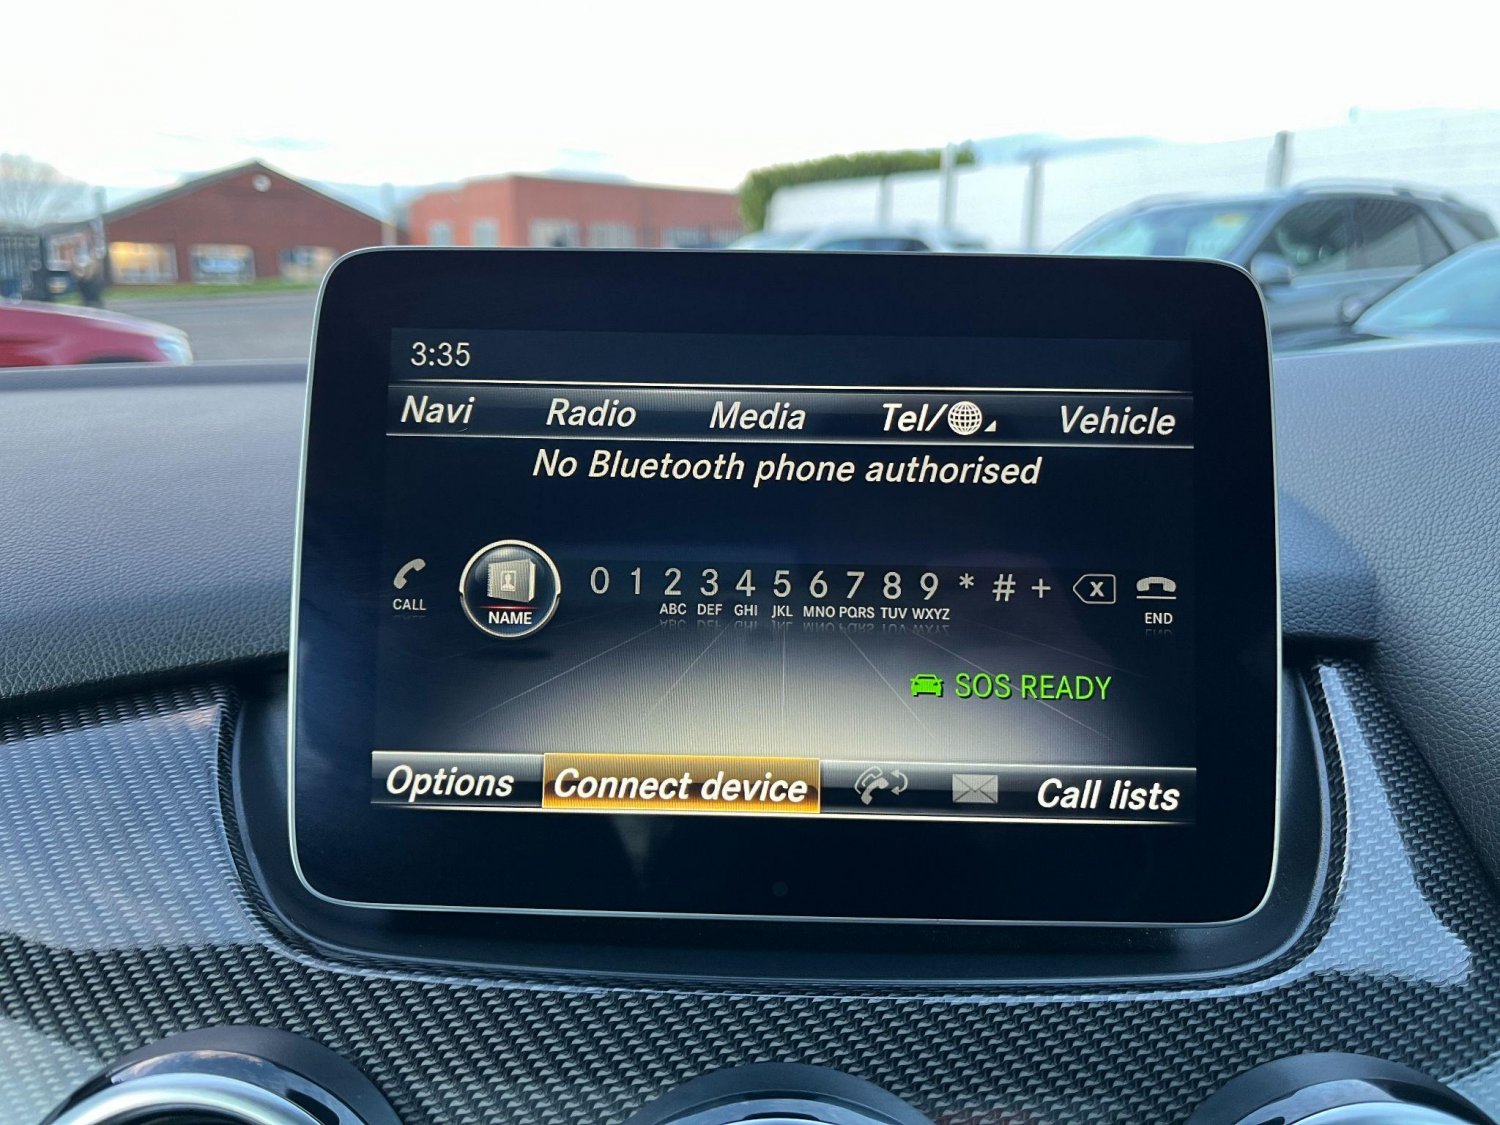 3:35
Navi Radio Media Tel/ Vehicle
No Bluetooth phone authorised
0 1 2 3 4 5 6 7 8 9 * # + X
CALL NAME ABC DEF GHI JKL MNO PQRS TUV WXYZ END
SOS READY
Options Connect device Call lists